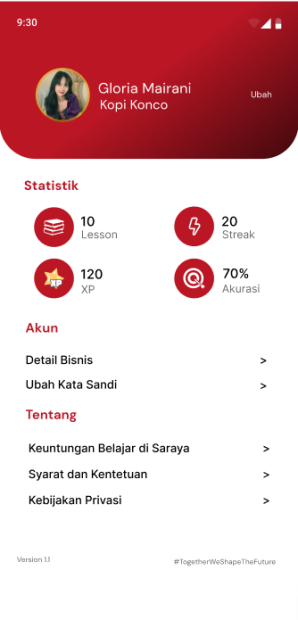 9:30
Gloria Mairani
Kopi Konco
Ubah
Statistik
10
Lesson
20
Streak
XP
120
XP
70%
Akurasi
Akun
Detail Bisnis >
Ubah Kata Sandi >
Tentang
Keuntungan Belajar di Saraya >
Syarat dan Kentetuan >
Kebijakan Privasi >
Version 1.1
#TogetherWeShapeTheFuture